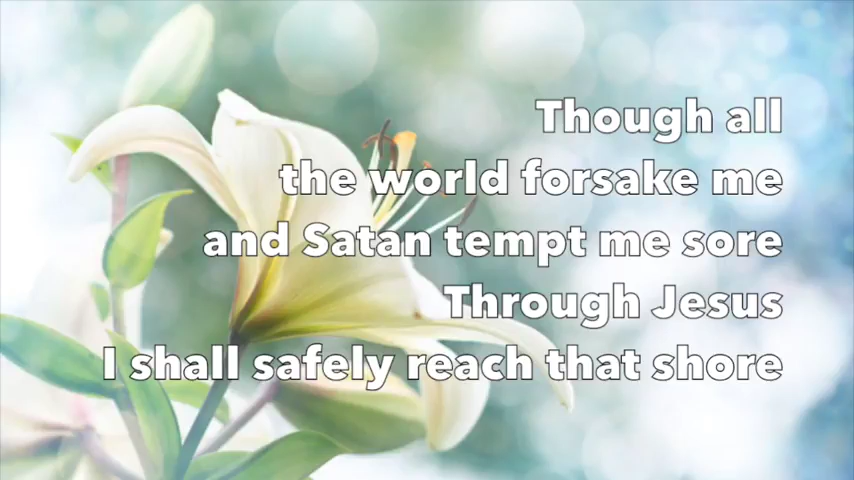 Though all
the world forsake me
and Satan tempt me sore
Through Jesus
I shall safely reach that shore